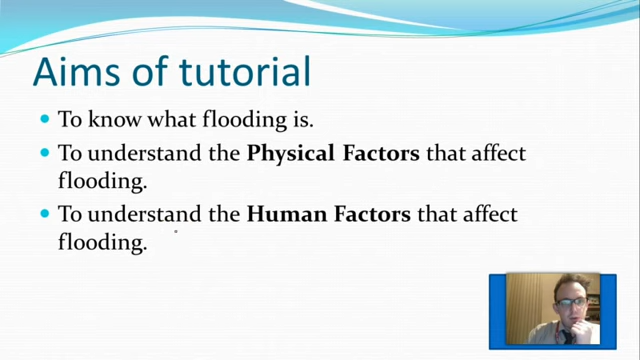 Aims of tutorial
To know what flooding is.
To understand the Physical Factors that affect
flooding.
To understand the Human Factors that affect
flooding.